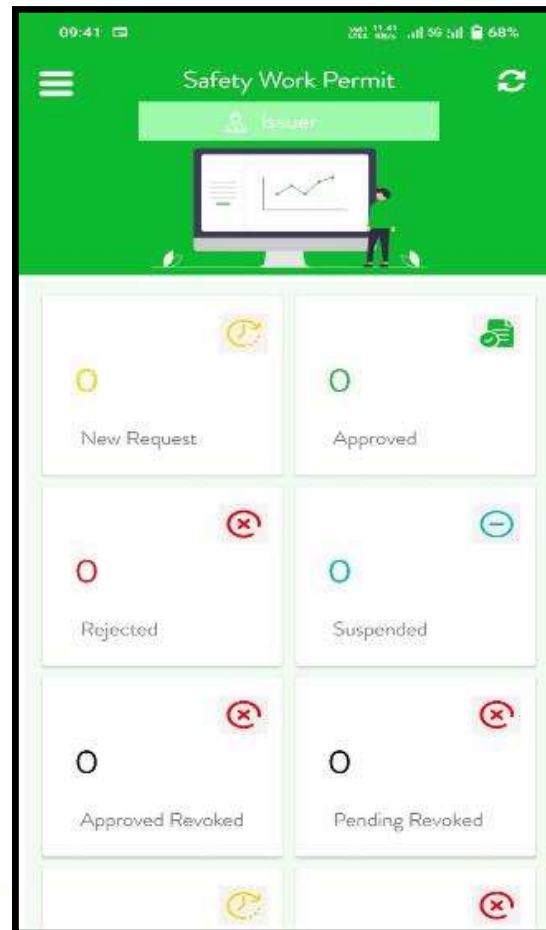 09:41 5G 68%
Safety Work Permit
Issuer
0 0
New Request Approved
0 0
Rejected Suspended
0 0
Approved Revoked Pending Revoked